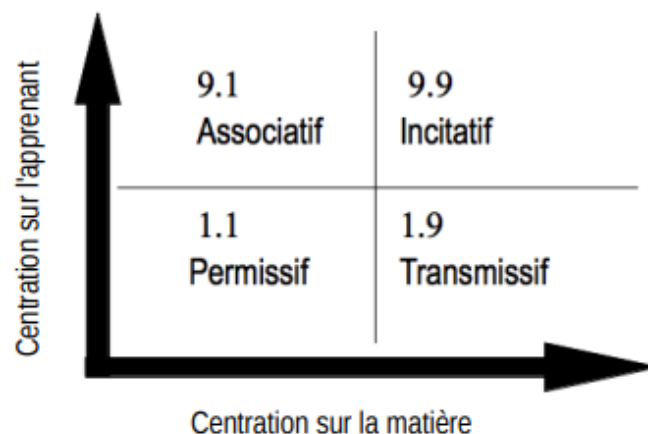 Centration sur l'apprenant
9.1
Associatif
9.9
Incitatif
1.1
Permissif
1.9
Transmissif
Centration sur la matière